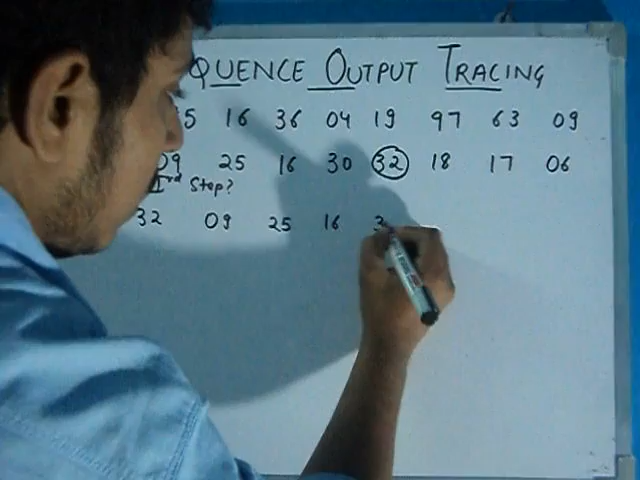 QUENCE OUTPUT TRACING
5 16 36 04 19 97 63 09
09 25 16 30 32 18 17 06
Step?
32 09 25 16 3